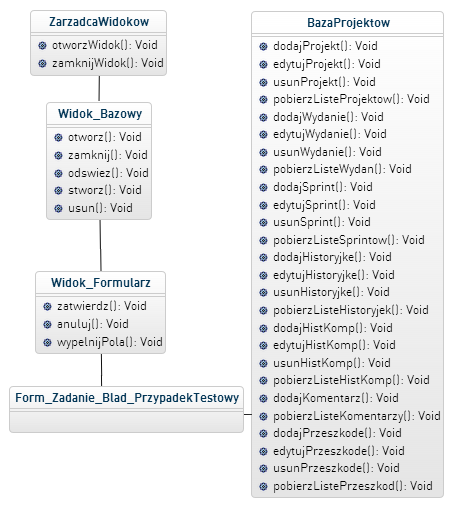 ZarzadcaWidokow
otworzWidok(): Void
zamknijWidok(): Void
Widok_Bazowy
otworz(): Void
zamknij(): Void
odswiez(): Void
stworz(): Void
usun(): Void
Widok_Formularz
zatwierdz(): Void
anuluj(): Void
wypelnijPola(): Void
Form_Zadanie_Blad_PrzypadekTestowy
BazaProjektow
dodajProjekt(): Void
edytujProjekt(): Void
usunProjekt(): Void
pobierzListeProjektow(): Void
dodajWydanie(): Void
edytujWydanie(): Void
usunWydanie(): Void
pobierzListeWydan(): Void
dodajSprint(): Void
edytujSprint(): Void
usunSprint(): Void
pobierzListeSprintow(): Void
dodajHistoryjke(): Void
edytujHistoryjke(): Void
usunHistoryjke(): Void
pobierzListeHistoryjek(): Void
dodajHistKomp(): Void
edytujHistKomp(): Void
usunHistKomp(): Void
pobierzListeHistKomp(): Void
dodajKomentarz(): Void
pobierzListeKomentarzy(): Void
dodajPrzeszkode(): Void
edytujPrzeszkode(): Void
usunPrzeszkode(): Void
pobierzListePrzeszkod(): Void